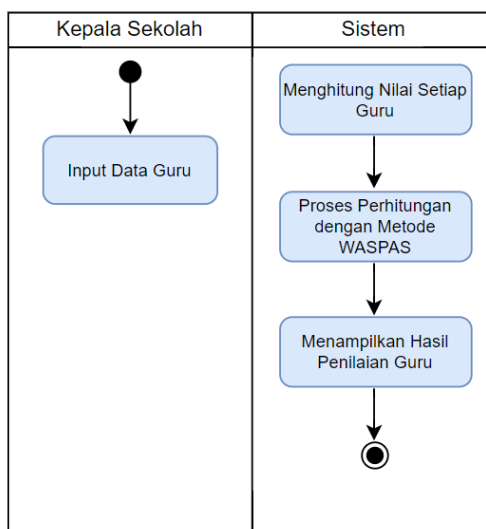 Kepala Sekolah
Sistem
Input Data Guru
Menghitung Nilai Setiap
Guru
Proses Perhitungan
dengan Metode
WASPAS
Menampilkan Hasil
Penilaian Guru